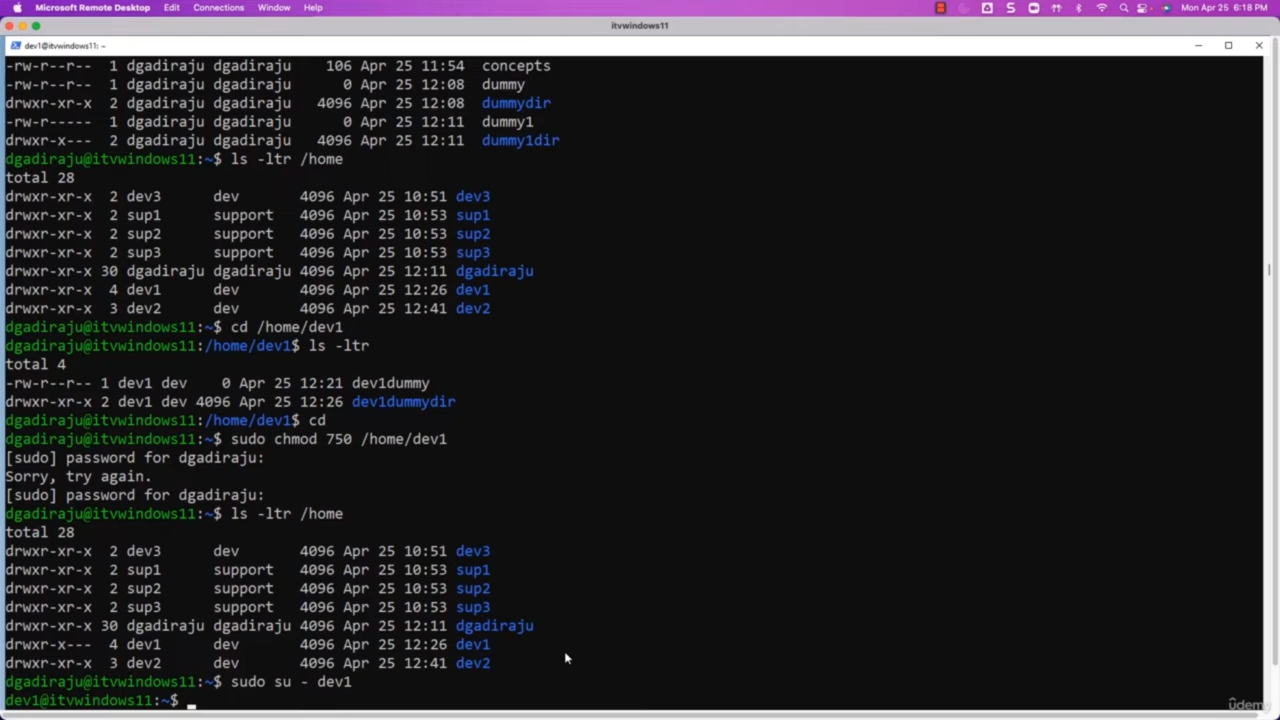 Microsoft Remote Desktop Edit Connections Window Help Mon Apr 25 6:18 PM
itvwindows11
dev1@itvwindows11: ~
-rw-r--r-- 1 dgadiraju dgadiraju 106 Apr 25 11:54 concepts
-rw-r--r-- 1 dgadiraju dgadiraju 0 Apr 25 12:08 dummy
drwxr-xr-x 2 dgadiraju dgadiraju 4096 Apr 25 12:08 dummydir
-rw-r----- 1 dgadiraju dgadiraju 0 Apr 25 12:11 dummy1
drwxr-x--- 2 dgadiraju dgadiraju 4096 Apr 25 12:11 dummy1dir
dgadiraju@itvwindows11:~$ ls -ltr /home
total 28
drwxr-xr-x 2 dev3 dev 4096 Apr 25 10:51 dev3
drwxr-xr-x 2 sup1 support 4096 Apr 25 10:53 sup1
drwxr-xr-x 2 sup2 support 4096 Apr 25 10:53 sup2
drwxr-xr-x 2 sup3 support 4096 Apr 25 10:53 sup3
drwxr-xr-x 30 dgadiraju dgadiraju 4096 Apr 25 12:11 dgadiraju
drwxr-xr-x 4 dev1 dev 4096 Apr 25 12:26 dev1
drwxr-xr-x 3 dev2 dev 4096 Apr 25 12:41 dev2
dgadiraju@itvwindows11:~$ cd /home/dev1
dgadiraju@itvwindows11:/home/dev1$ ls -ltr
total 4
-rw-r--r-- 1 dev1 dev 0 Apr 25 12:21 dev1dummy
drwxr-xr-x 2 dev1 dev 4096 Apr 25 12:26 dev1dummydir
dgadiraju@itvwindows11:/home/dev1$ cd
dgadiraju@itvwindows11:~$ sudo chmod 750 /home/dev1
[sudo] password for dgadiraju:
Sorry, try again.
[sudo] password for dgadiraju:
dgadiraju@itvwindows11:~$ ls -ltr /home
total 28
drwxr-xr-x 2 dev3 dev 4096 Apr 25 10:51 dev3
drwxr-xr-x 2 sup1 support 4096 Apr 25 10:53 sup1
drwxr-xr-x 2 sup2 support 4096 Apr 25 10:53 sup2
drwxr-xr-x 2 sup3 support 4096 Apr 25 10:53 sup3
drwxr-xr-x 30 dgadiraju dgadiraju 4096 Apr 25 12:11 dgadiraju
drwxr-x--- 4 dev1 dev 4096 Apr 25 12:26 dev1
drwxr-xr-x 3 dev2 dev 4096 Apr 25 12:41 dev2
dgadiraju@itvwindows11:~$ sudo su - dev1
dev1@itvwindows11:~$
ûdemy